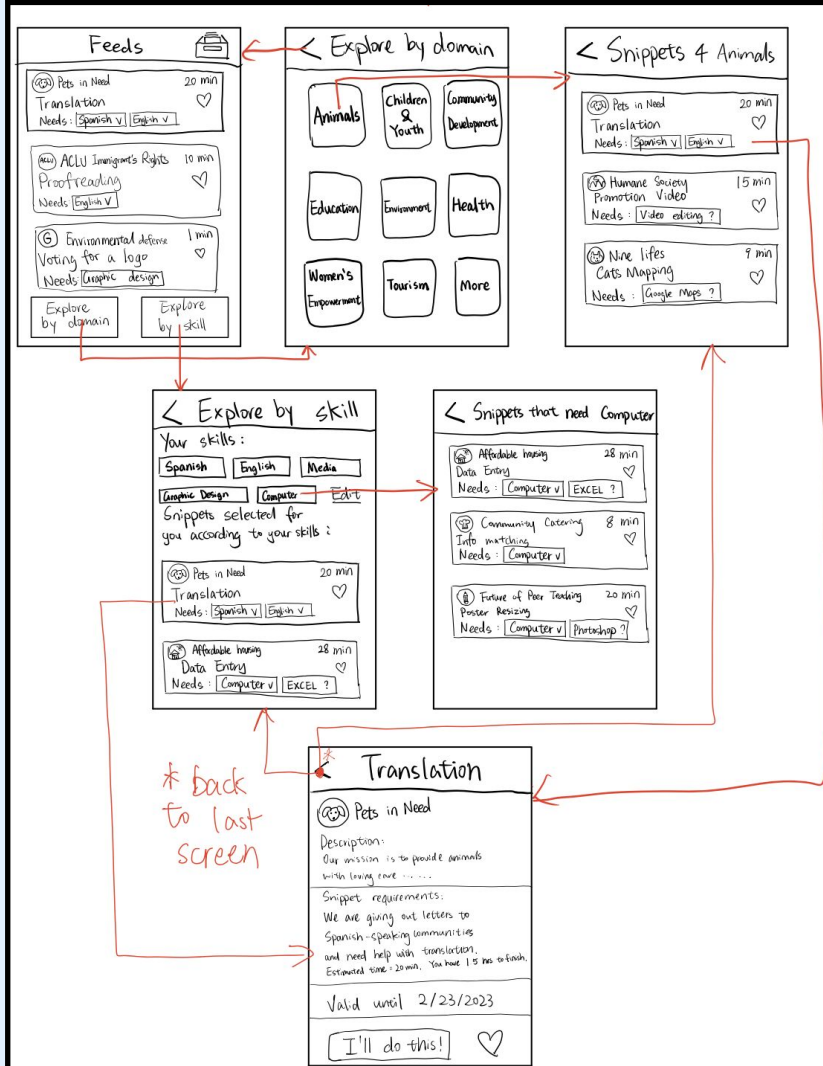 Feeds
Pets in Need 20 min
Translation
Needs: Spanish v English v
ACLU ACLU Immigrant's Rights 10 min
Proofreading
Needs English v
G Environmental defense 1 min
Voting for a logo
Needs: Graphic design
Explore by domain
Explore by skill
< Explore by domain
Animals
Children & Youth
Community Development
Education
Environment
Health
Women's Empowerment
Tourism
More
< Snippets 4 Animals
Pets in Need 20 min
Translation
Needs: Spanish v English v
Humane Society 15 min
Promotion Video
Needs: Video editing ?
Nine lifes 9 min
Cats Mapping
Needs: Google Maps ?
< Explore by skill
Your skills:
Spanish English Media
Graphic Design Computer Edit
Snippets selected for
you according to your skills:
Pets in Need 20 min
Translation
Needs: Spanish v English v
Affordable housing 28 min
Data Entry
Needs: Computer v EXCEL ?
< Snippets that need Computer
Affordable housing 28 min
Data Entry
Needs: Computer v EXCEL ?
Community Catering 8 min
Info matching
Needs: Computer v
Future of Peer Teaching 20 min
Poster Resizing
Needs: Computer v Photoshop ?
* back
to last
screen
*
< Translation
Pets in Need
Description:
Our mission is to provide animals
with loving care ......
Snippet requirements:
We are giving out letters to
Spanish-speaking communities
and need help with translation.
Estimated time = 20 min. You have 1.5 hrs to finish.
Valid until 2/23/2023
I'll do this!